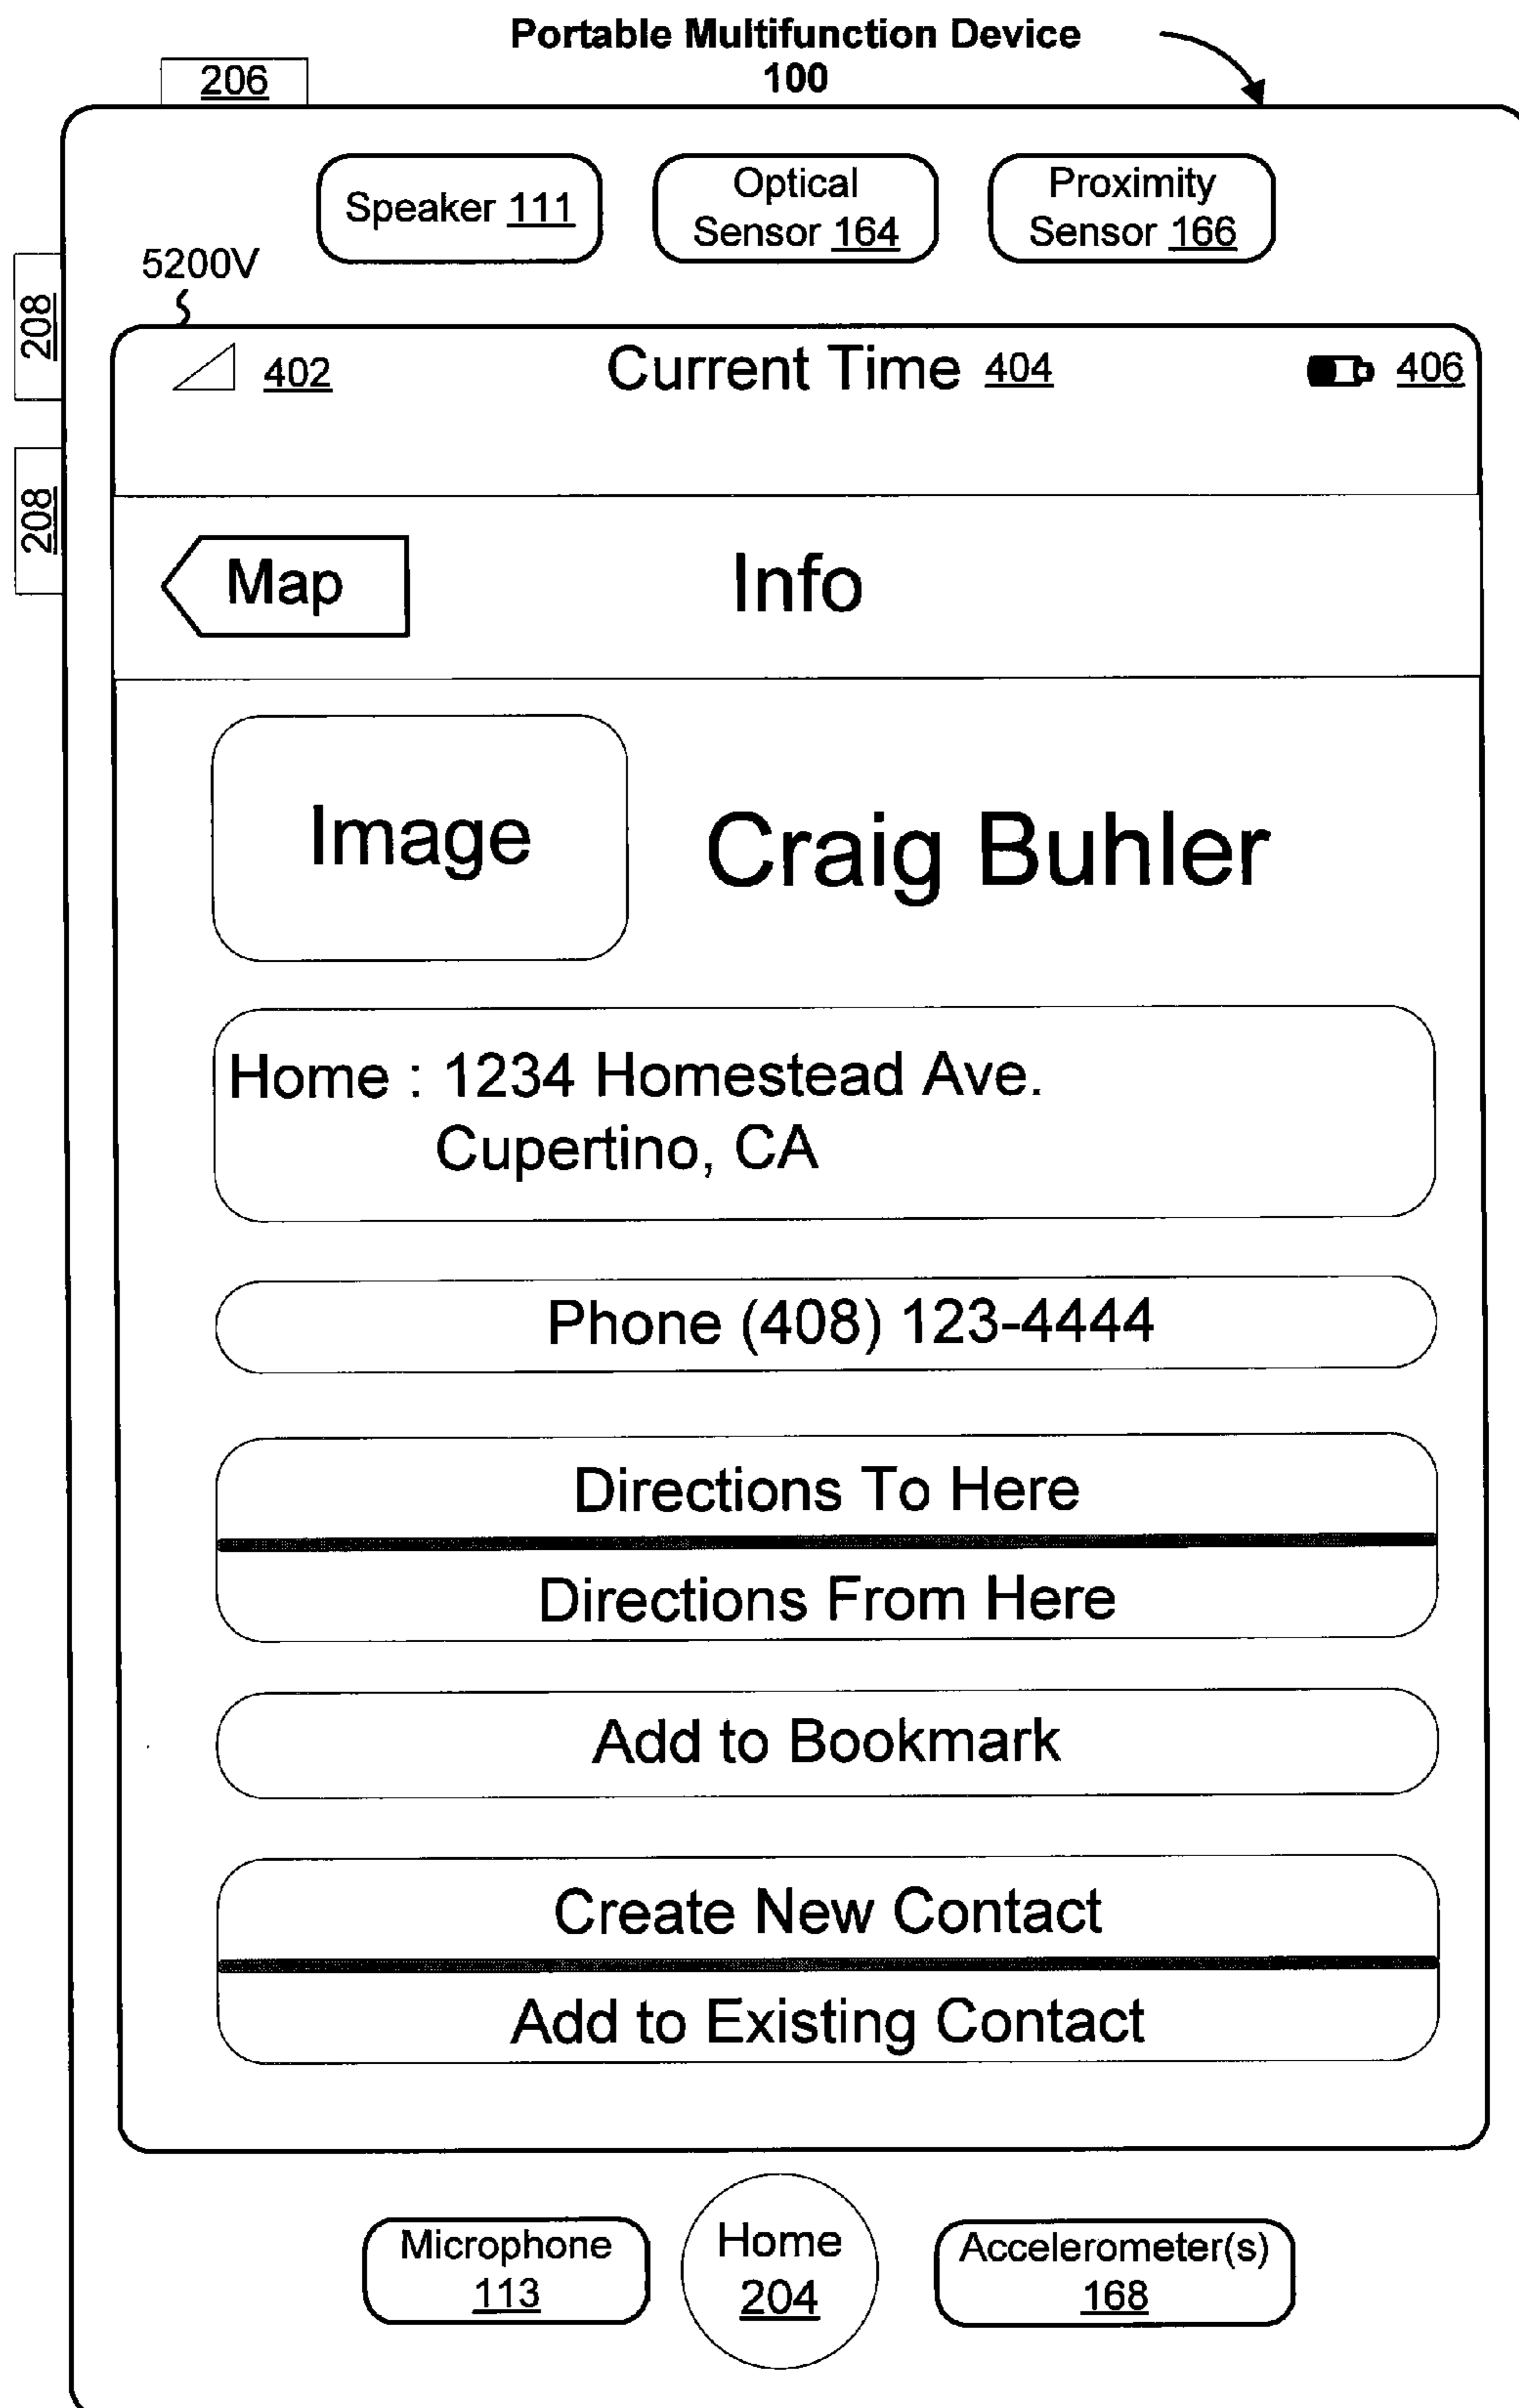 Portable Multifunction Device
100
206
Speaker 111
Optical
Sensor 164
Proximity
Sensor 166
5200V
208
208
402
Current Time 404
406
Map
Info
Image
Craig Buhler
Home : 1234 Homestead Ave.
Cupertino, CA
Phone (408) 123-4444
Directions To Here
Directions From Here
Add to Bookmark
Create New Contact
Add to Existing Contact
Microphone
113
Home
204
Accelerometer(s)
168